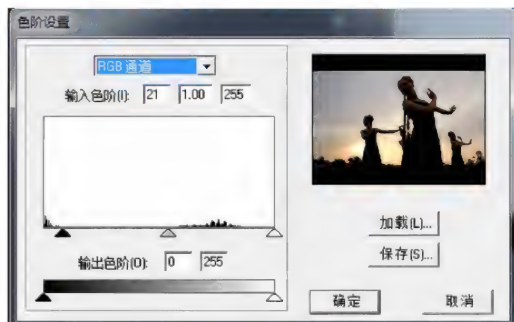 色阶设置
RGB 通道
输入色阶(I): 21 1.00 255
输出色阶(O): 0 255
加载(L)...
保存(S)...
确定
取消